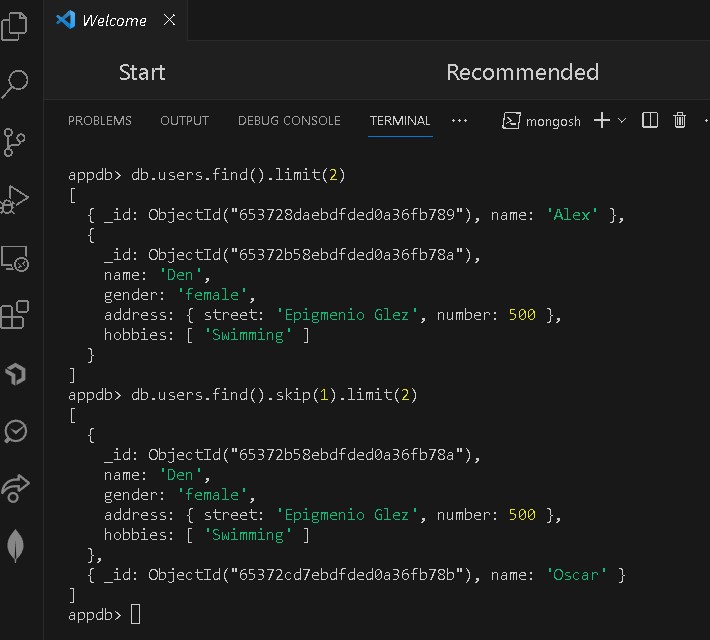 Welcome
Start Recommended
PROBLEMS OUTPUT DEBUG CONSOLE TERMINAL ... mongosh
appdb> db.users.find().limit(2)
[
  { _id: ObjectId("653728daebdfded0a36fb789"), name: 'Alex' },
  {
    _id: ObjectId("65372b58ebdfded0a36fb78a"),
    name: 'Den',
    gender: 'female',
    address: { street: 'Epigmenio Glez', number: 500 },
    hobbies: [ 'Swimming' ]
  }
]
appdb> db.users.find().skip(1).limit(2)
[
  {
    _id: ObjectId("65372b58ebdfded0a36fb78a"),
    name: 'Den',
    gender: 'female',
    address: { street: 'Epigmenio Glez', number: 500 },
    hobbies: [ 'Swimming' ]
  },
  { _id: ObjectId("65372cd7ebdfded0a36fb78b"), name: 'Oscar' }
]
appdb>